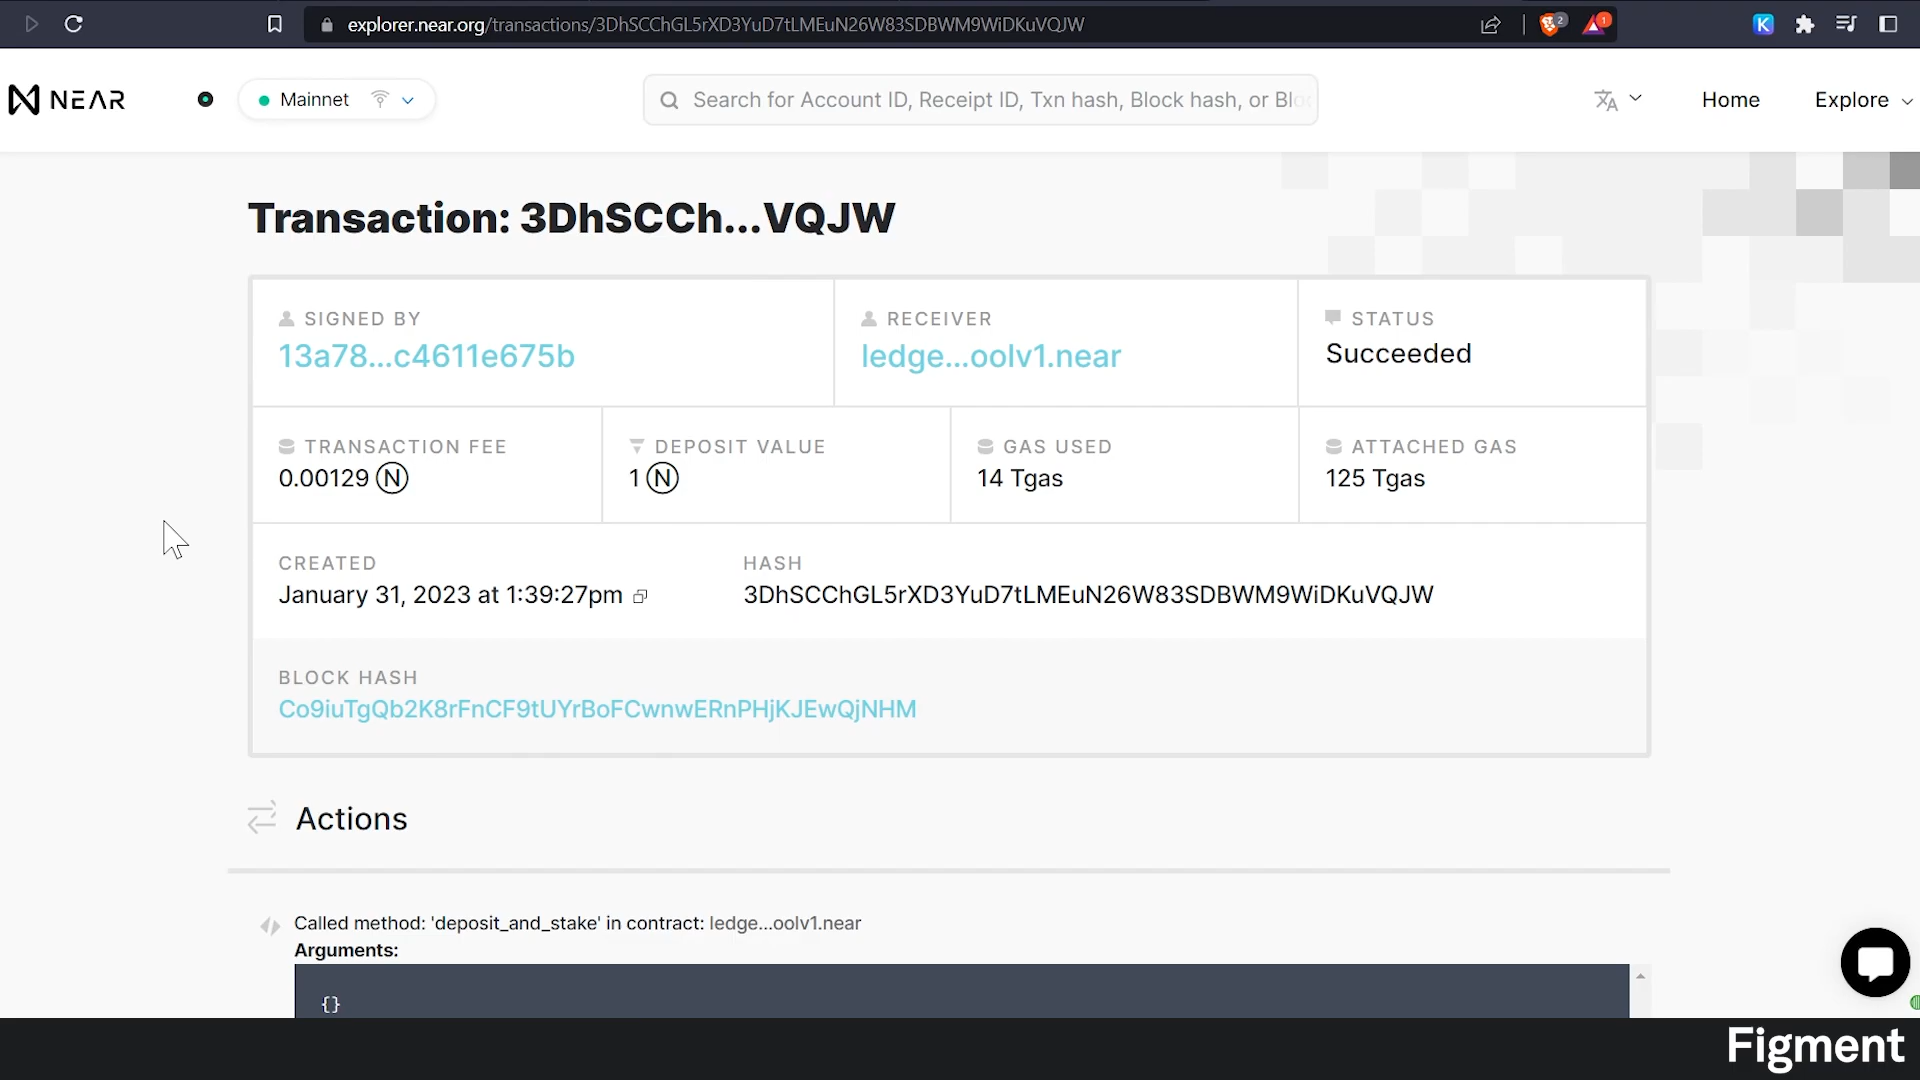 explorer.near.org/transactions/3DhSCChGL5rXD3YuD7tLMEuN26W83SDBWM9WiDKuVQJW
2
1
K
NEAR
Mainnet
Search for Account ID, Receipt ID, Txn hash, Block hash, or Blo
Home
Explore
Transaction: 3DhSCCh...VQJW
SIGNED BY
13a78...c4611e675b
RECEIVER
ledge...oolv1.near
STATUS
Succeeded
TRANSACTION FEE
0.00129 Ⓝ
DEPOSIT VALUE
1 Ⓝ
GAS USED
14 Tgas
ATTACHED GAS
125 Tgas
CREATED
January 31, 2023 at 1:39:27pm
HASH
3DhSCChGL5rXD3YuD7tLMEuN26W83SDBWM9WiDKuVQJW
BLOCK HASH
Co9iuTgQb2K8rFnCF9tUYrBoFCwnwERnPHjKJEwQjNHM
Actions
Called method: 'deposit_and_stake' in contract: ledge...oolv1.near
Arguments:
{}
Figment